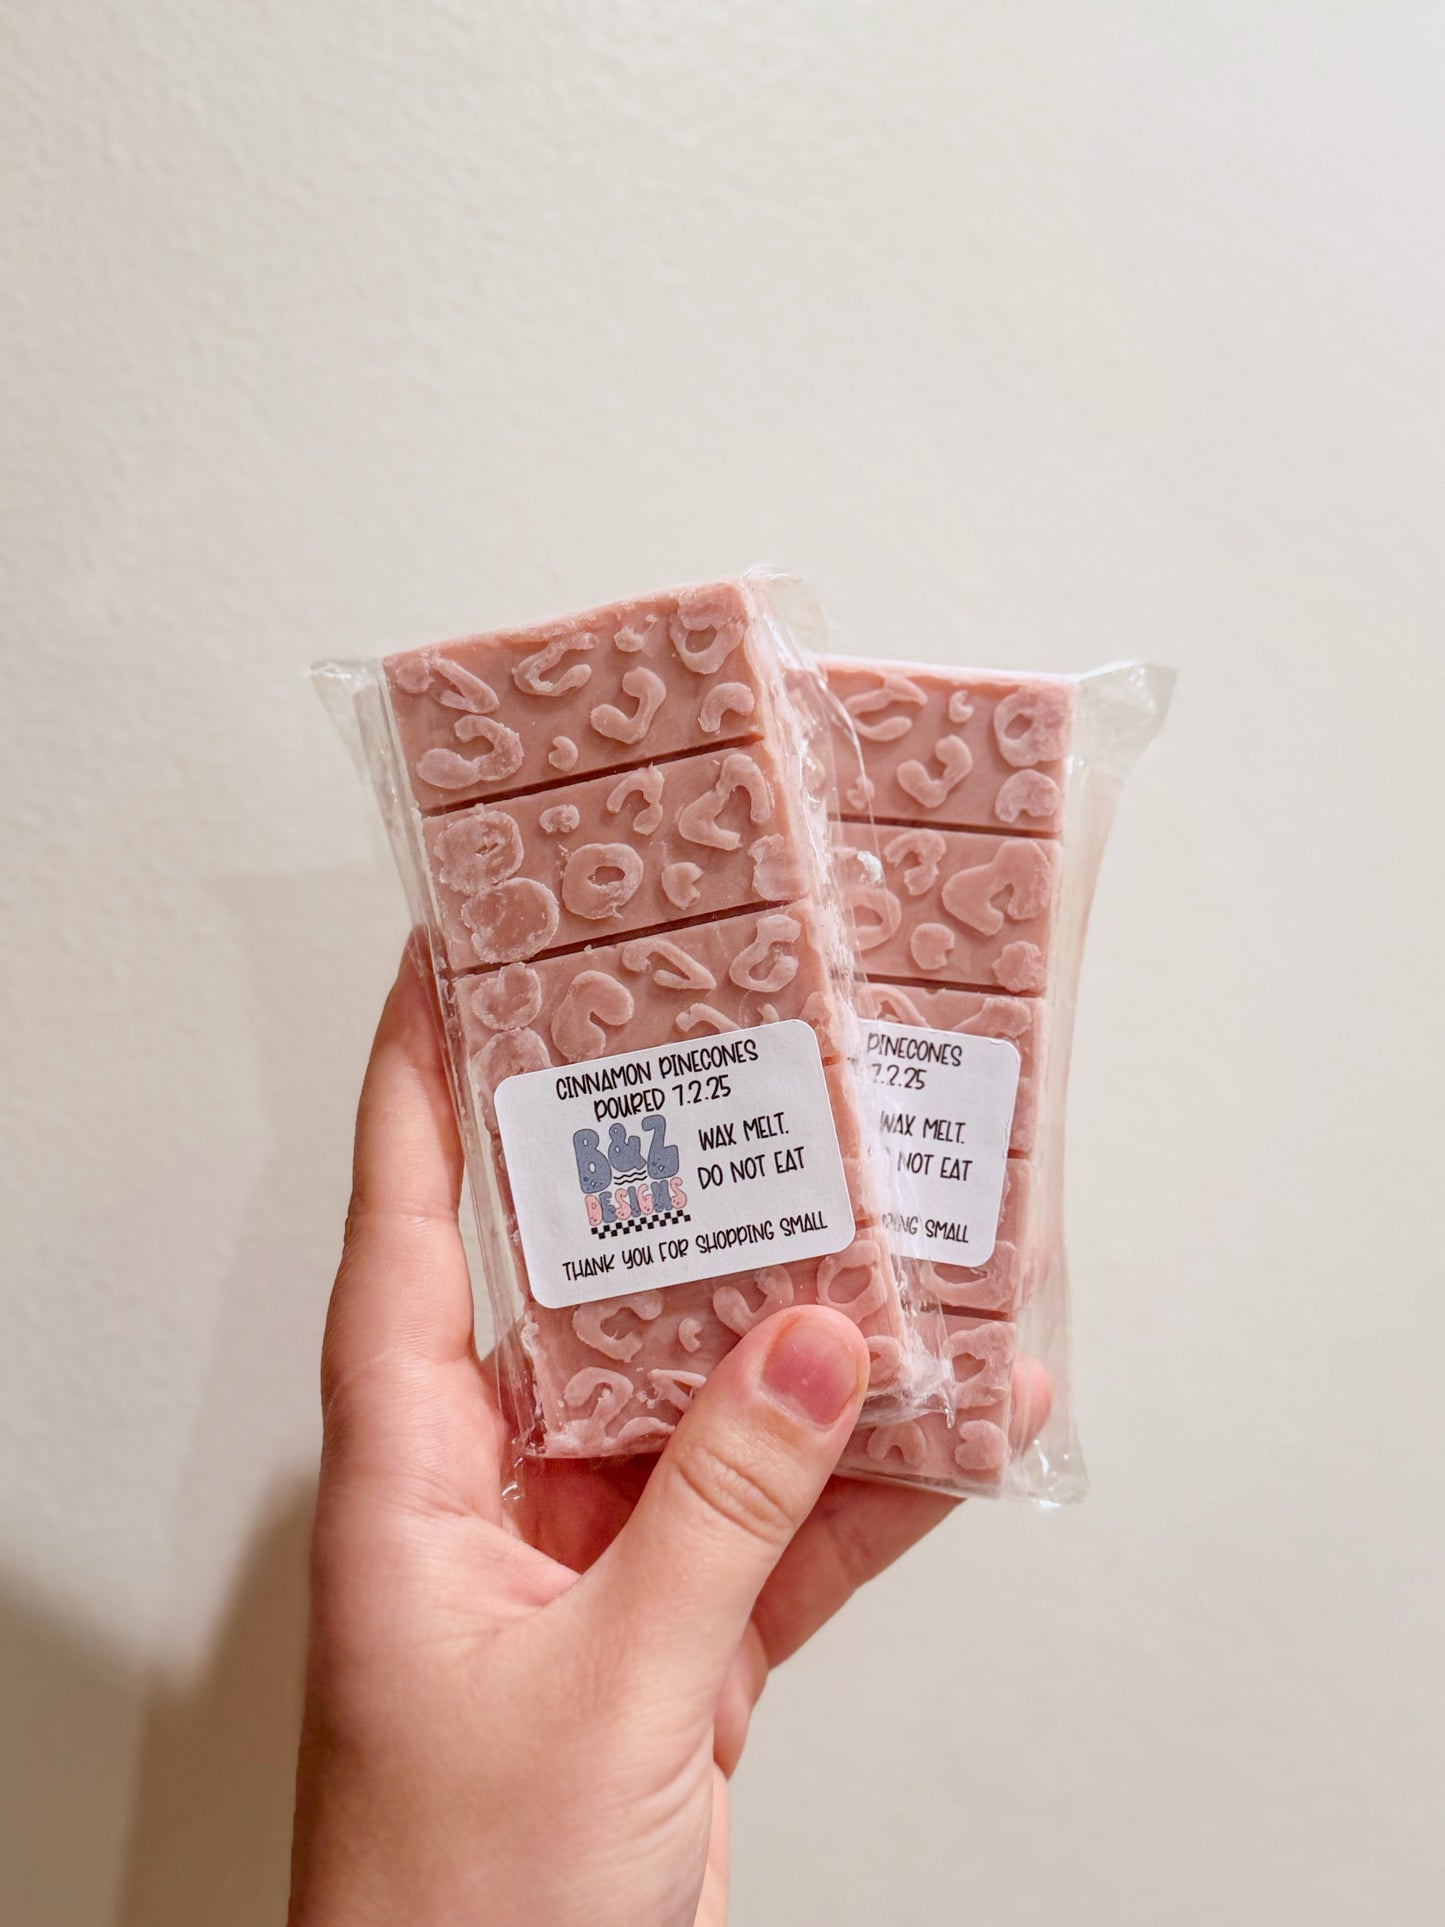 CINNAMON PINECONES
POURED 7.2.25
B&Z
DESIGNS
WAX MELT.
DO NOT EAT
THANK YOU FOR SHOPPING SMALL
PINECONES
7.2.25
WAX MELT.
NOT EAT
SMALL